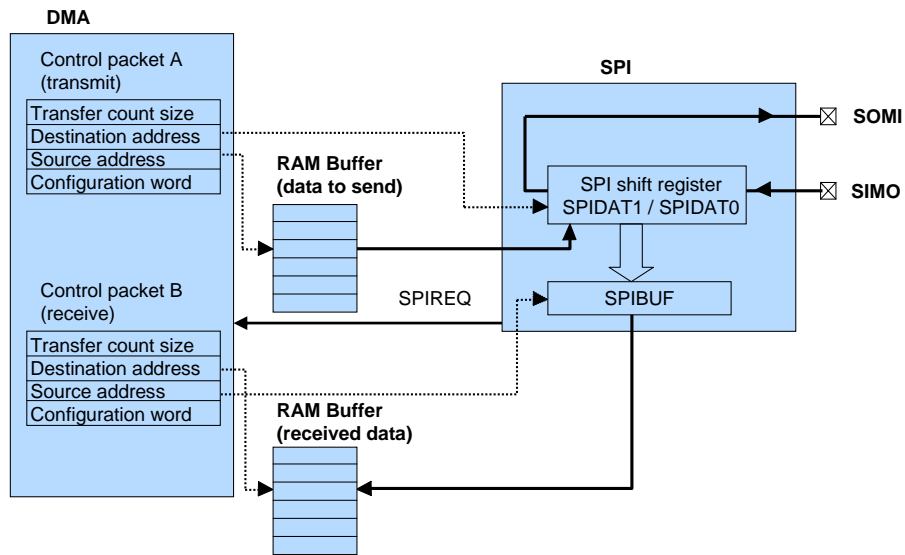 DMA
Control packet A
(transmit)
Transfer count size
Destination address
Source address
Configuration word
RAM Buffer
(data to send)
SPI
SOMI
SPI shift register
SPIDAT1 / SPIDAT0
SIMO
SPIBUF
SPIREQ
Control packet B
(receive)
Transfer count size
Destination address
Source address
Configuration word
RAM Buffer
(received data)